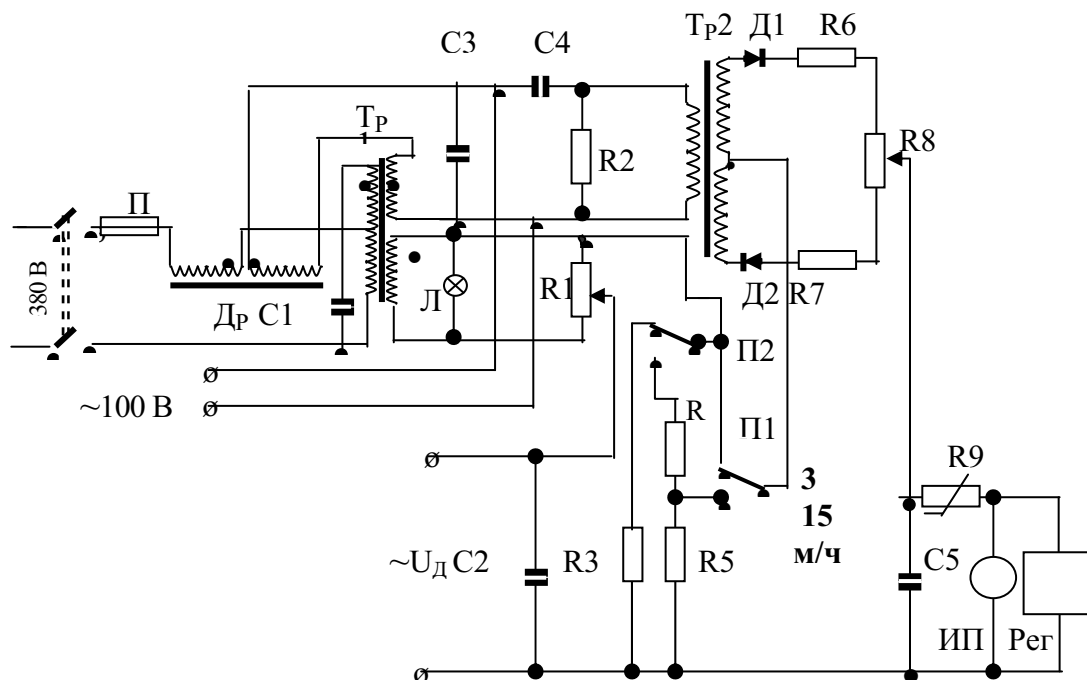 Тр2 Д1 R6
С3 С4
Тр
R2
R8
П
380 В
Др С1
Л
R1
Д2 R7
П2
~100 В
R
П1
3
15
м/ч
R9
~Uд С2
R3
R5
С5
ИП Рег